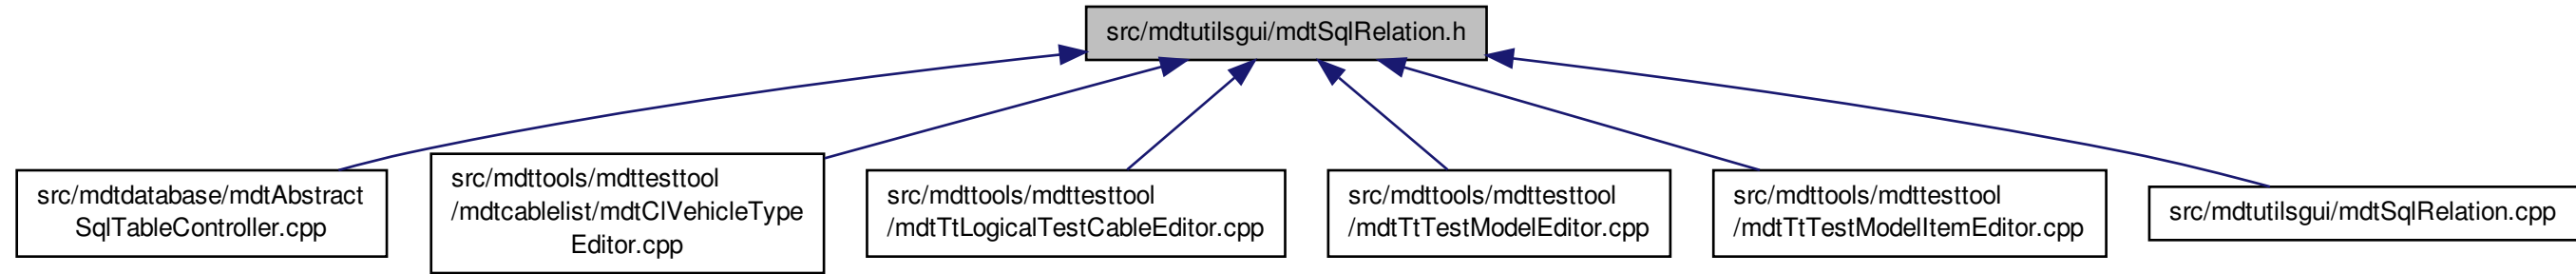 src/mdtutilsgui/mdtSqlRelation.h
src/mdtdatabase/mdtAbstract
SqlTableController.cpp
src/mdttools/mdttesttool
/mdtcablelist/mdtClVehicleType
Editor.cpp
src/mdttools/mdttesttool
/mdtTtLogicalTestCableEditor.cpp
src/mdttools/mdttesttool
/mdtTtTestModelEditor.cpp
src/mdttools/mdttesttool
/mdtTtTestModelItemEditor.cpp
src/mdtutilsgui/mdtSqlRelation.cpp